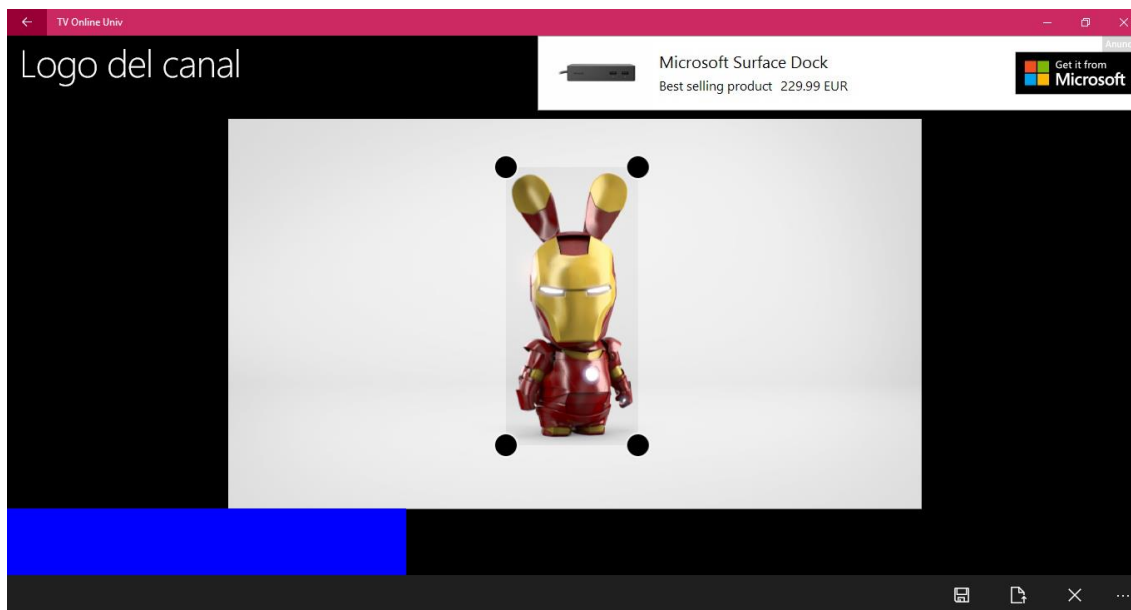 TV Online Univ
Logo del canal
Microsoft Surface Dock
Best selling product 229.99 EUR
Anunc
Get it from
Microsoft